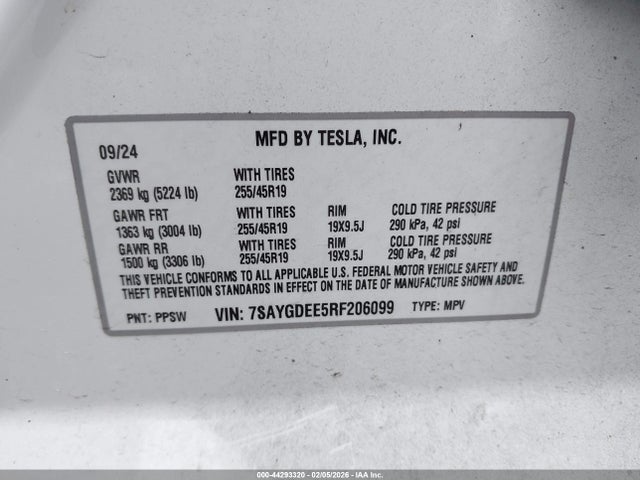 MFD BY TESLA, INC.
09/24
GVWR WITH TIRES
2369 kg (5224 lb) 255/45R19
GAWR FRT WITH TIRES RIM COLD TIRE PRESSURE
1363 kg (3004 lb) 255/45R19 19X9.5J 290 kPa, 42 psi
GAWR RR WITH TIRES RIM COLD TIRE PRESSURE
1500 kg (3306 lb) 255/45R19 19X9.5J 290 kPa, 42 psi
THIS VEHICLE CONFORMS TO ALL APPLICABLE U.S. FEDERAL MOTOR VEHICLE SAFETY AND
THEFT PREVENTION STANDARDS IN EFFECT ON THE DATE OF MANUFACTURE SHOWN ABOVE.
PNT: PPSW VIN: 7SAYGDEE5RF206099 TYPE: MPV
000-44293320 - 02/05/2026 - IAA Inc.